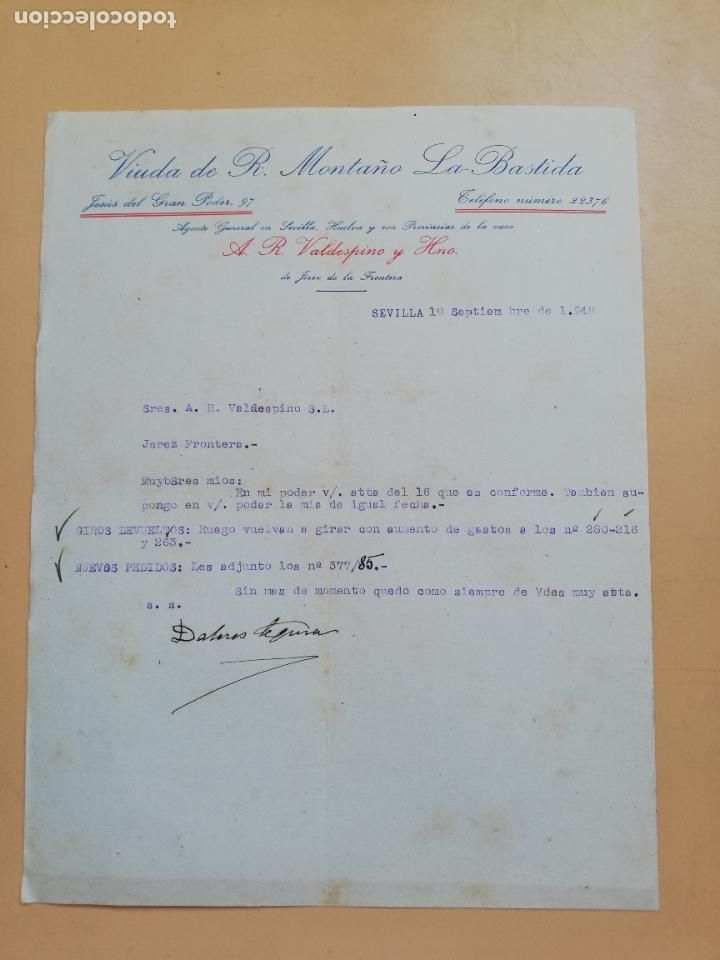 todocoleccion
Viuda de R. Montaño La-Bastida
Jesús del Gran Poder, 97
Teléfono número 22376
Agente General en Sevilla, Huelva y sus Provincias de la casa
A. R. Valdespino y Hno.
de Jerez de la Frontera
SEVILLA 19 Septiem bre de 1.948
Sres. A. R. Valdespino S.L.
Jerez Frontera.-
MuybSres mios:
En mi poder v/. atta del 16 que es conforme. Tambien su-
pongo en v/. poder la mia de igual fecha.-
GIROS DEVUELTOS: Ruego vuelvan a girar con aumento de gastos a los nº 280-216
y 263.-
NUEVOS PEDIDOS: Les adjunto los nº 377/85.-
Sin mas de momento quedo como siempre de Vdes muy atta.
s. s.
Dolores Segura